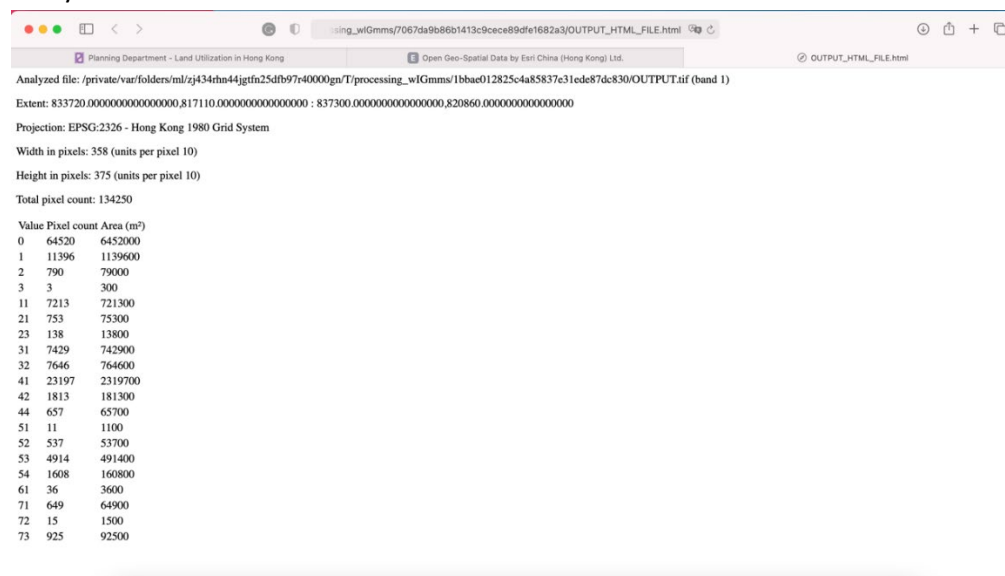 sing_wIGmms/7067da9b86b1413c9cece89dfe1682a3/OUTPUT_HTML_FILE.html
Planning Department - Land Utilization in Hong Kong
Open Geo-Spatial Data by Esri China (Hong Kong) Ltd.
OUTPUT_HTML_FILE.html
Analyzed file: /private/var/folders/ml/zj434rhn44jgtfn25dfb97r40000gn/T/processing_wIGmms/1bbae012825c4a85837e31ede87dc830/OUTPUT.tif (band 1)
Extent: 833720.0000000000000000,817110.0000000000000000 : 837300.0000000000000000,820860.0000000000000000
Projection: EPSG:2326 - Hong Kong 1980 Grid System
Width in pixels: 358 (units per pixel 10)
Height in pixels: 375 (units per pixel 10)
Total pixel count: 134250
Value Pixel count Area (m²)
0 64520 6452000
1 11396 1139600
2 790 79000
3 3 300
11 7213 721300
21 753 75300
23 138 13800
31 7429 742900
32 7646 764600
41 23197 2319700
42 1813 181300
44 657 65700
51 11 1100
52 537 53700
53 4914 491400
54 1608 160800
61 36 3600
71 649 64900
72 15 1500
73 925 92500